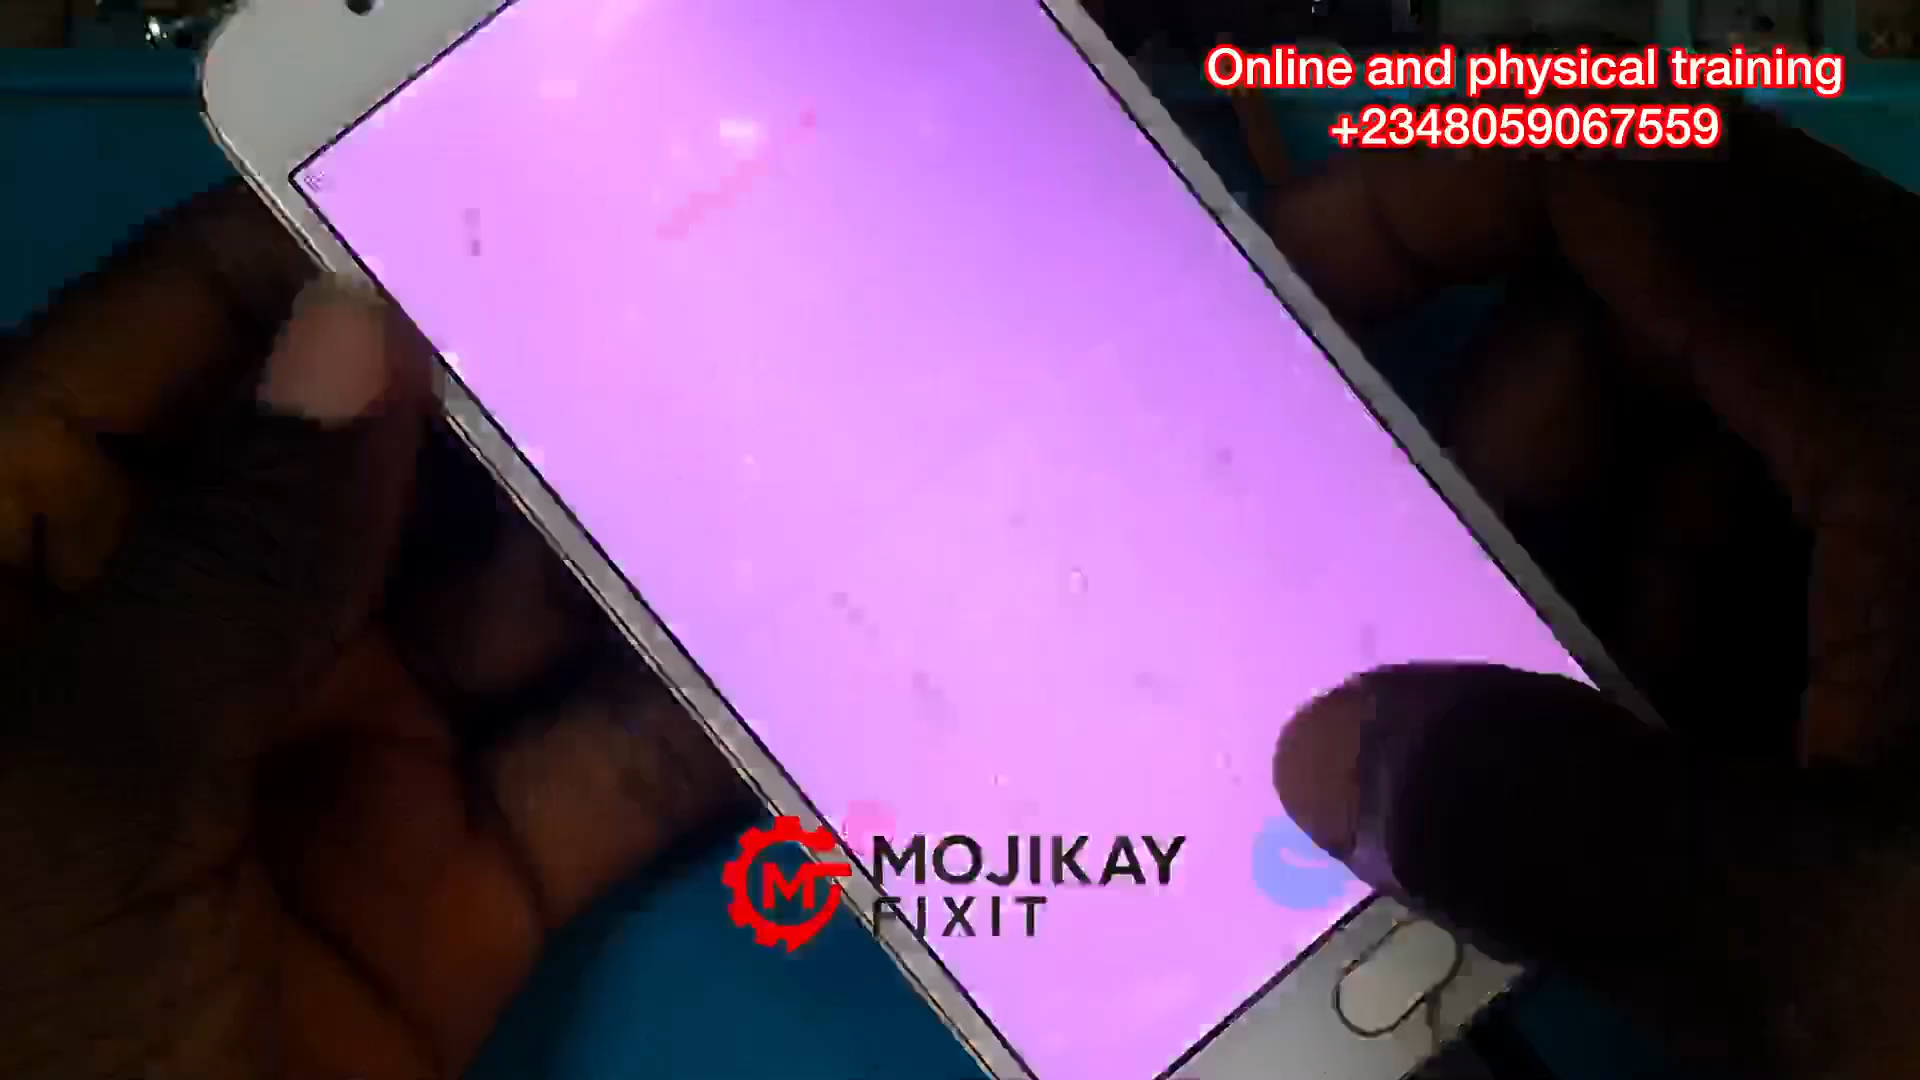 Online and physical training
+2348059067559
M
MOJIKAY
FIXIT